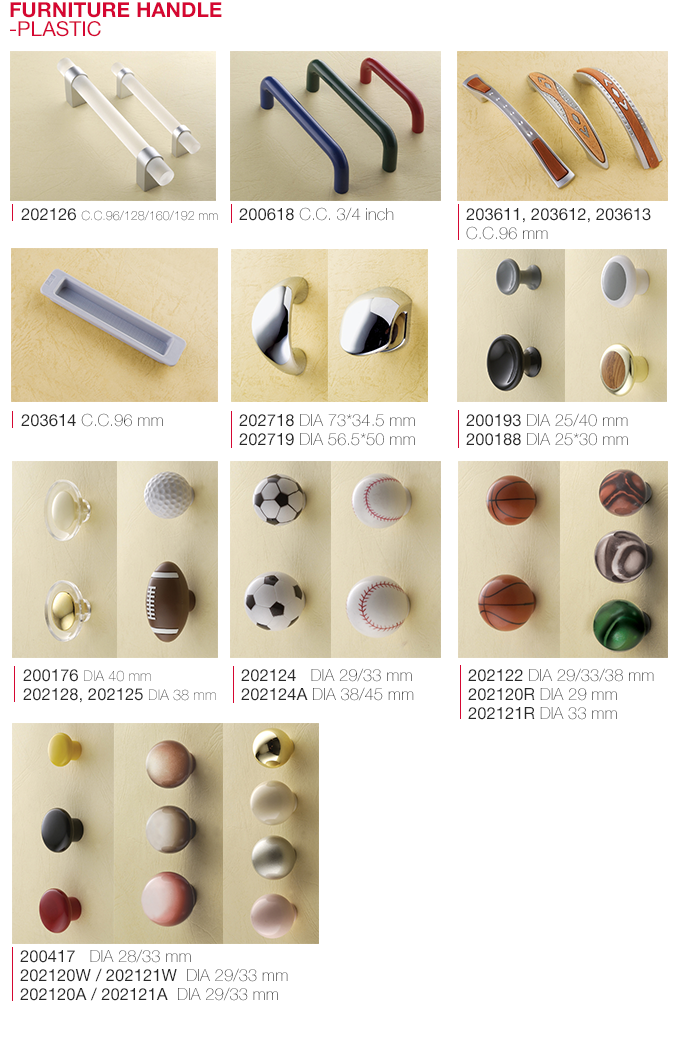 FURNITURE HANDLE
-PLASTIC
202126 C.C.96/128/160/192 mm
200618 C.C. 3/4 inch
203611, 203612, 203613
C.C.96 mm
203614 C.C.96 mm
202718 DIA 73*34.5 mm
202719 DIA 56.5*50 mm
200193 DIA 25/40 mm
200188 DIA 25*30 mm
200176 DIA 40 mm
202128, 202125 DIA 38 mm
202124 DIA 29/33 mm
202124A DIA 38/45 mm
202122 DIA 29/33/38 mm
202120R DIA 29 mm
202121R DIA 33 mm
200417 DIA 28/33 mm
202120W / 202121W DIA 29/33 mm
202120A / 202121A DIA 29/33 mm